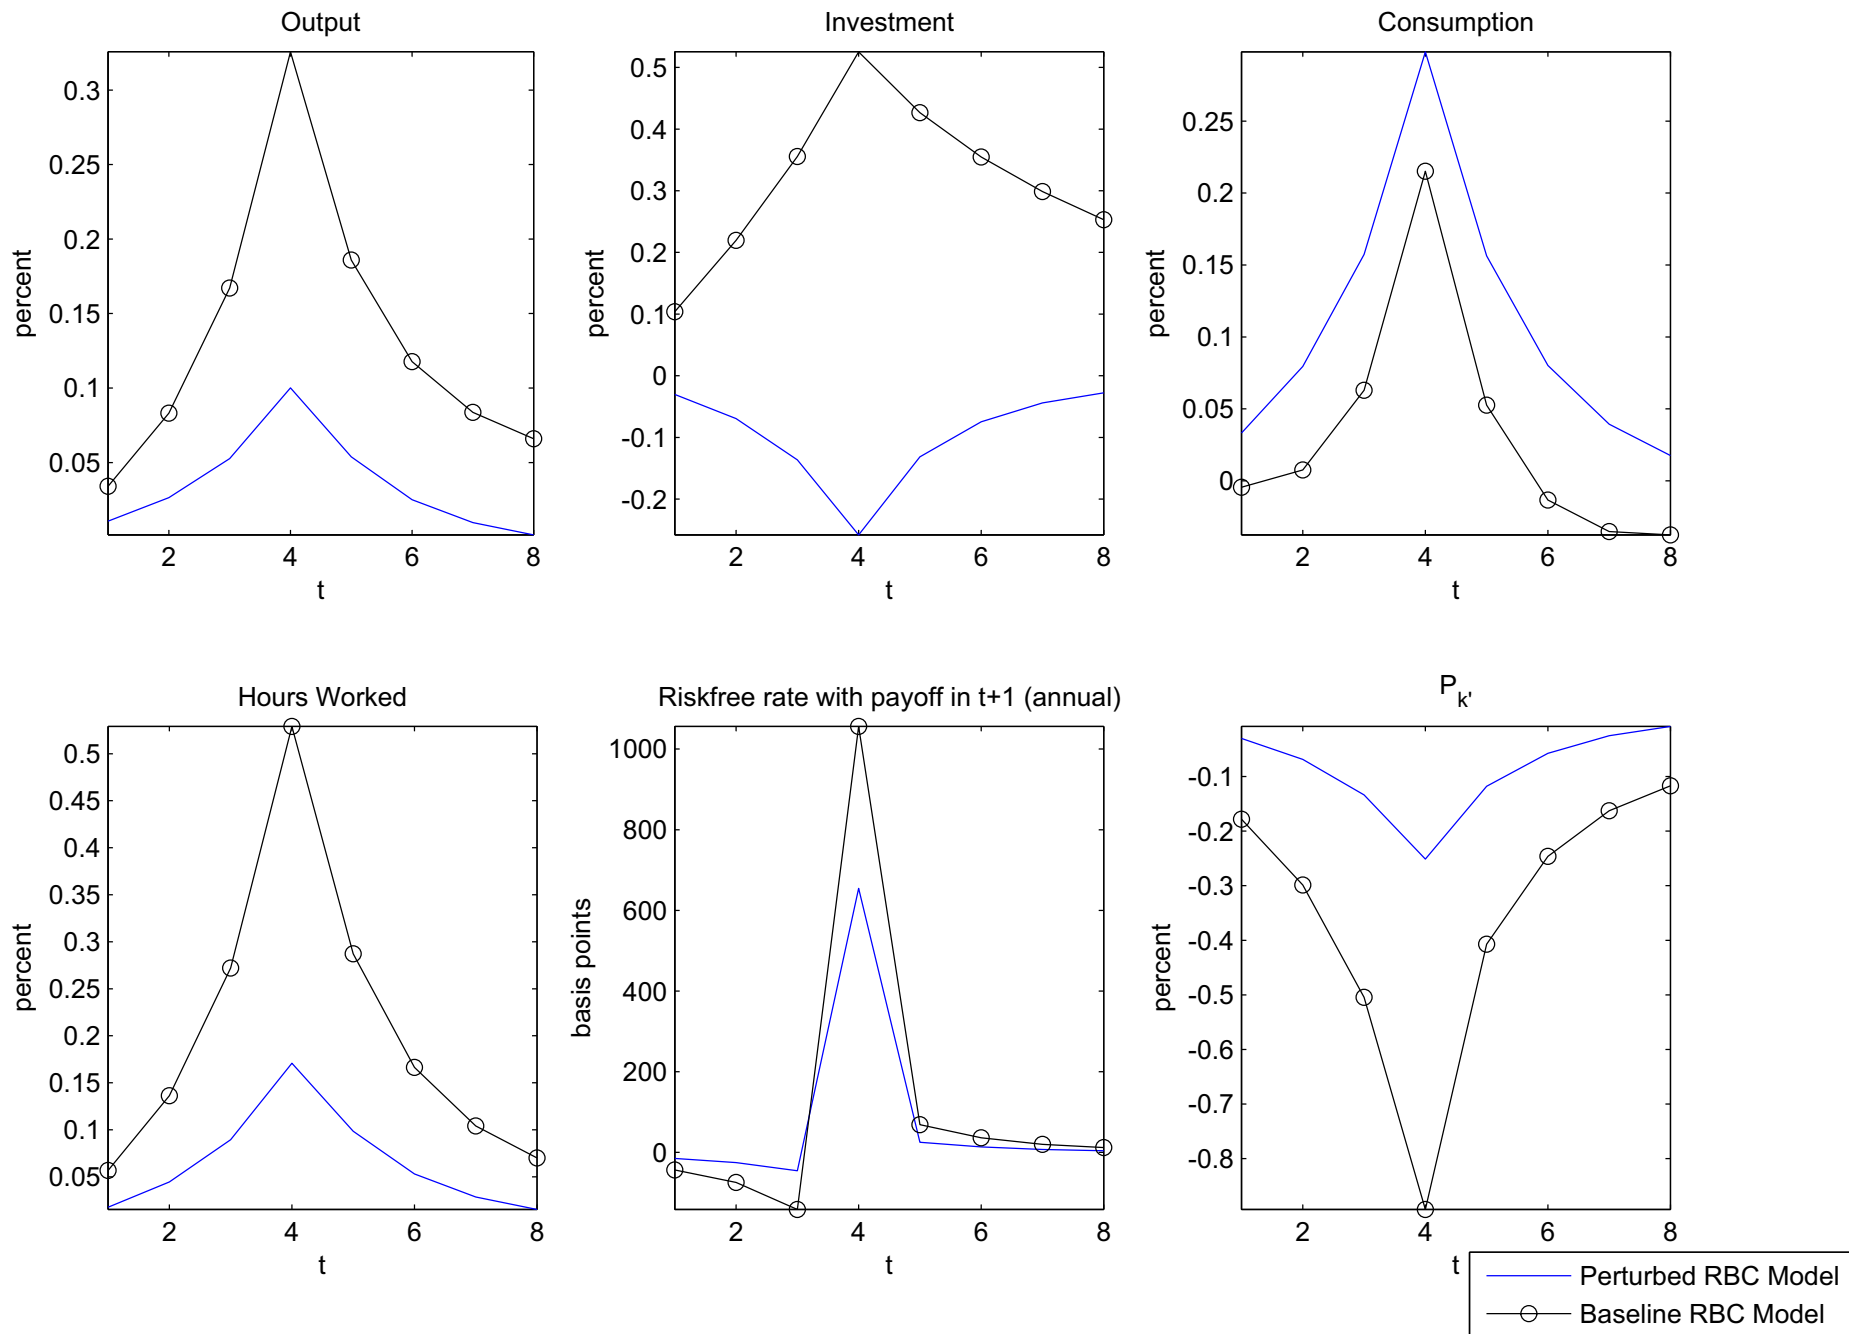 Output
0.3
0.25
0.2
0.15
0.1
0.05
percent
2 4 6 8
t
Investment
0.5
0.4
0.3
0.2
0.1
0
-0.1
-0.2
percent
2 4 6 8
t
Consumption
0.25
0.2
0.15
0.1
0.05
0
percent
2 4 6 8
t
Hours Worked
0.5
0.45
0.4
0.35
0.3
0.25
0.2
0.15
0.1
0.05
percent
2 4 6 8
t
Riskfree rate with payoff in t+1 (annual)
1000
800
600
400
200
0
basis points
2 4 6 8
t
P_k'
-0.1
-0.2
-0.3
-0.4
-0.5
-0.6
-0.7
-0.8
percent
2 4 6 8
t
Perturbed RBC Model
Baseline RBC Model